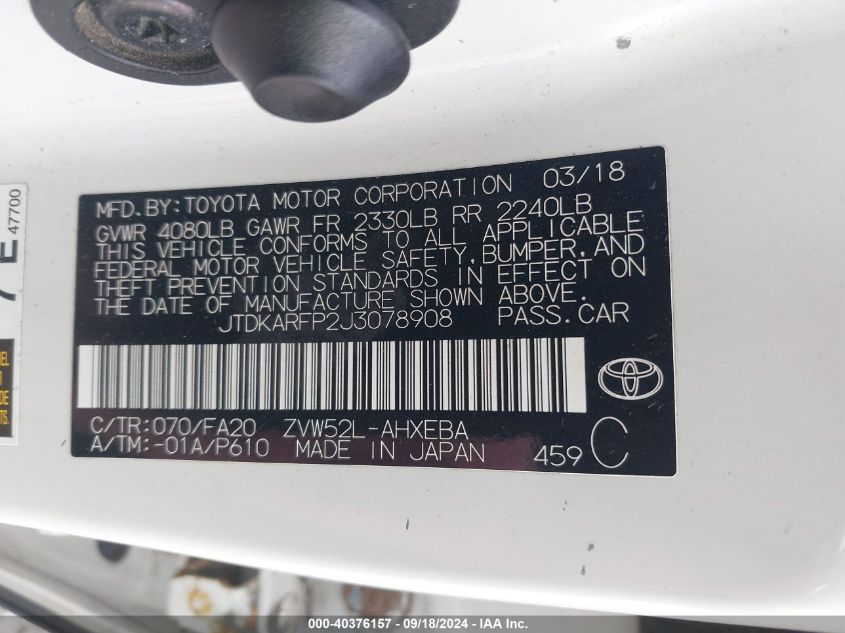 MFD. BY: TOYOTA MOTOR CORPORATION 03/18
GVWR 4080LB GAWR FR 2330LB RR 2240LB
THIS VEHICLE CONFORMS TO ALL APPLICABLE
FEDERAL MOTOR VEHICLE SAFETY, BUMPER, AND
THEFT PREVENTION STANDARDS IN EFFECT ON
THE DATE OF MANUFACTURE SHOWN ABOVE.
JTDKARFP2J3078908 PASS. CAR
C/TR: 070/FA20 ZVW52L-AHXEBA
A/TM: -01A/P610 MADE IN JAPAN 459 C
7E
47700
000-40376157 - 09/18/2024 - IAA Inc.